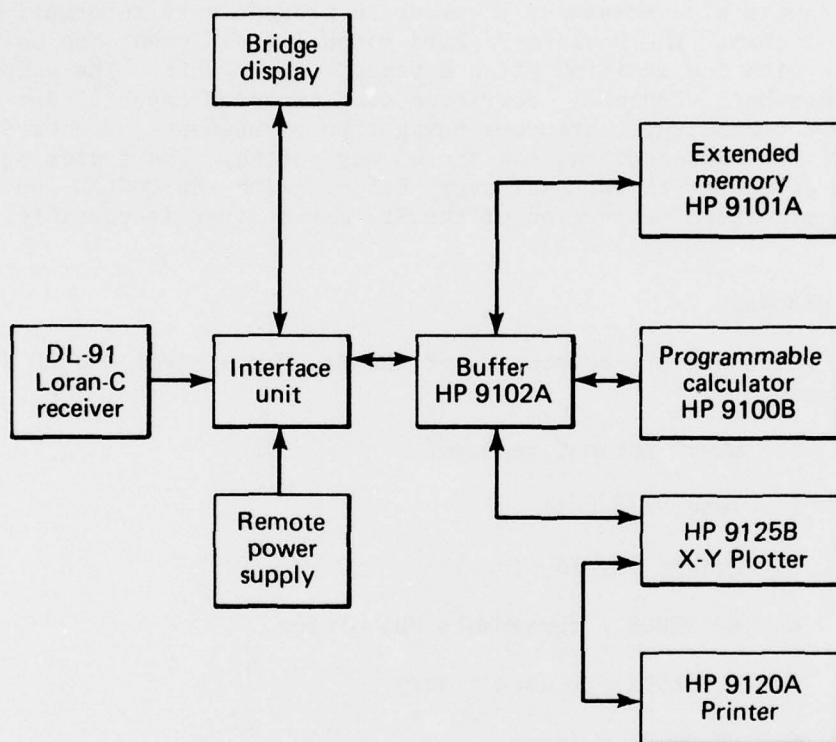 Bridge
display
Extended
memory
HP 9101A
DL-91
Loran-C
receiver
Interface
unit
Buffer
HP 9102A
Programmable
calculator
HP 9100B
Remote
power
supply
HP 9125B
X-Y Plotter
HP 9120A
Printer